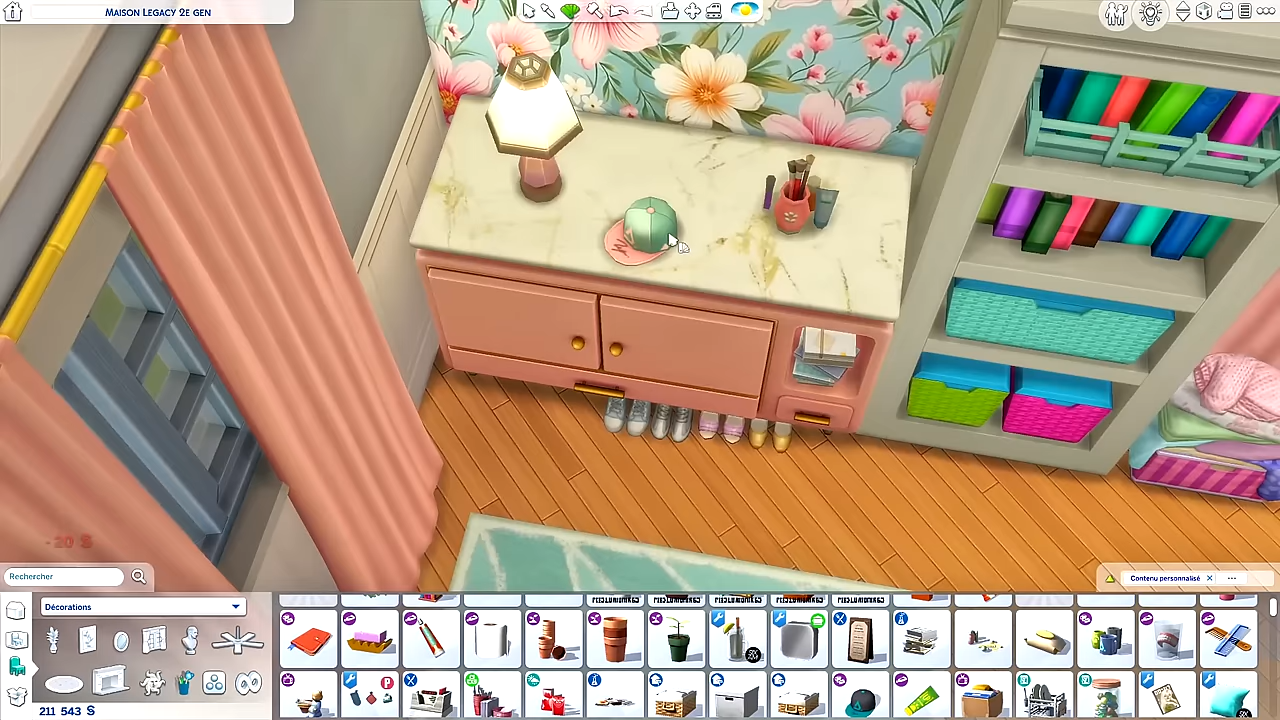 Maison Legacy 2e gen
- 20 §
Rechercher
Contenu personnalisé
Décorations
211 543 §